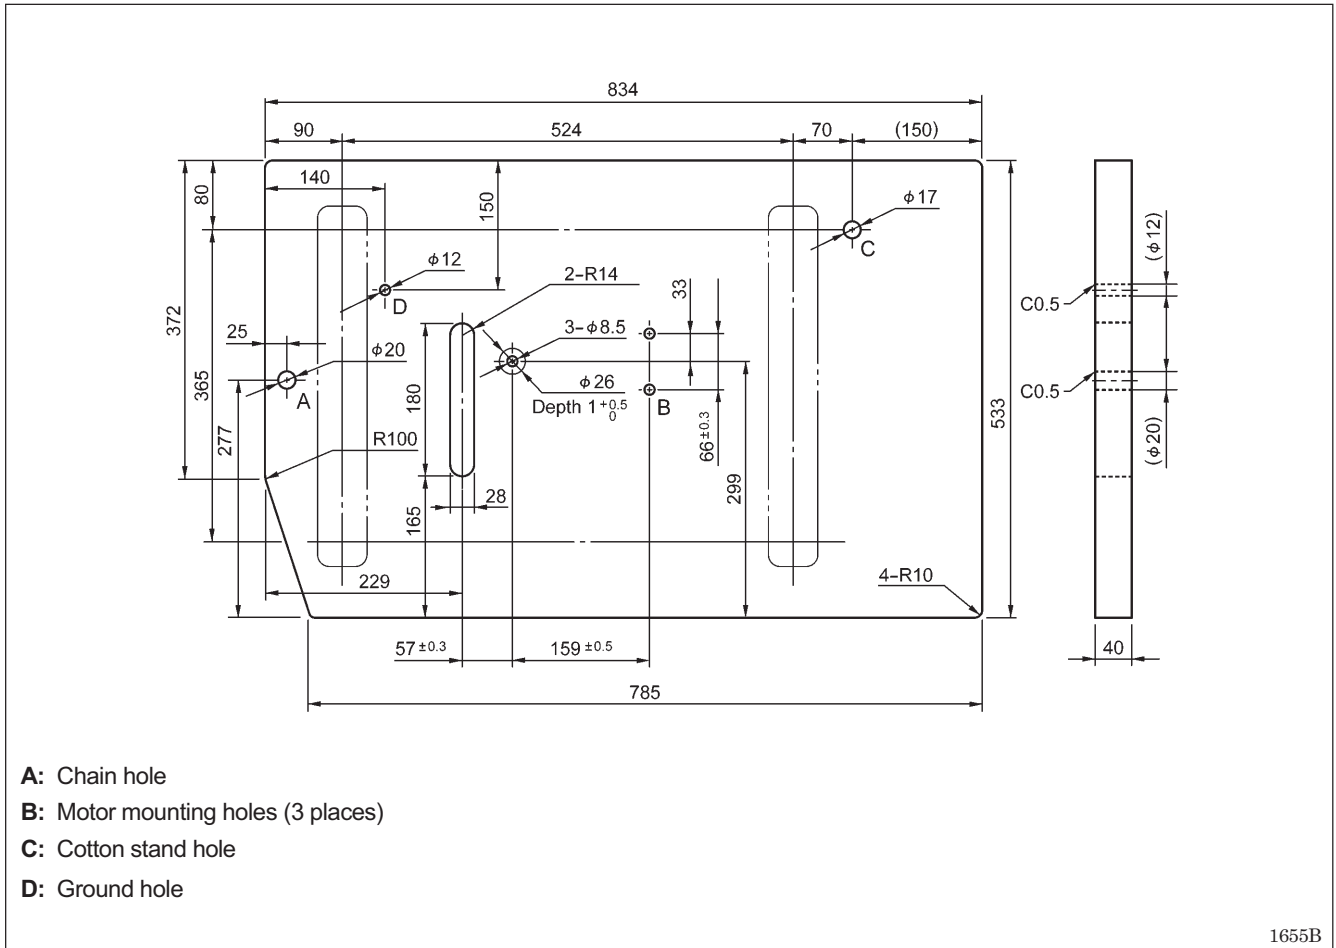 834
90 524 70 (150)
80 140 150 φ17
C
(φ12)
φ12
D
2−R14
33
C0.5
372
25
3−φ8.5
φ20
365
A
180
φ26
Depth 1 +0.5 0
B
C0.5
533
277
R100
66±0.3
(φ20)
28
165
299
229
4−R10
57±0.3 159±0.5
40
785
A: Chain hole
B: Motor mounting holes (3 places)
C: Cotton stand hole
D: Ground hole
1655B